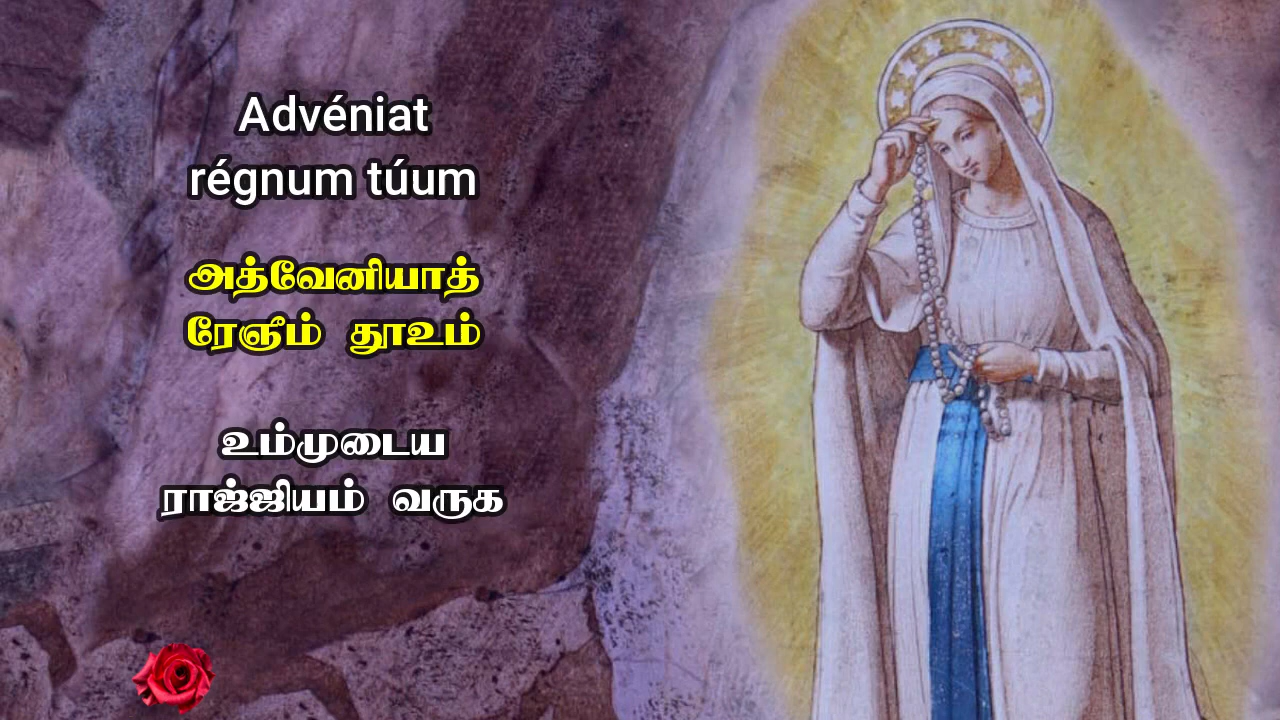 Advéniat
régnum túum
அத்வேனியாத்
ரேஞீம் தூஉம்
உம்முடைய
ராஜ்ஜியம் வருக